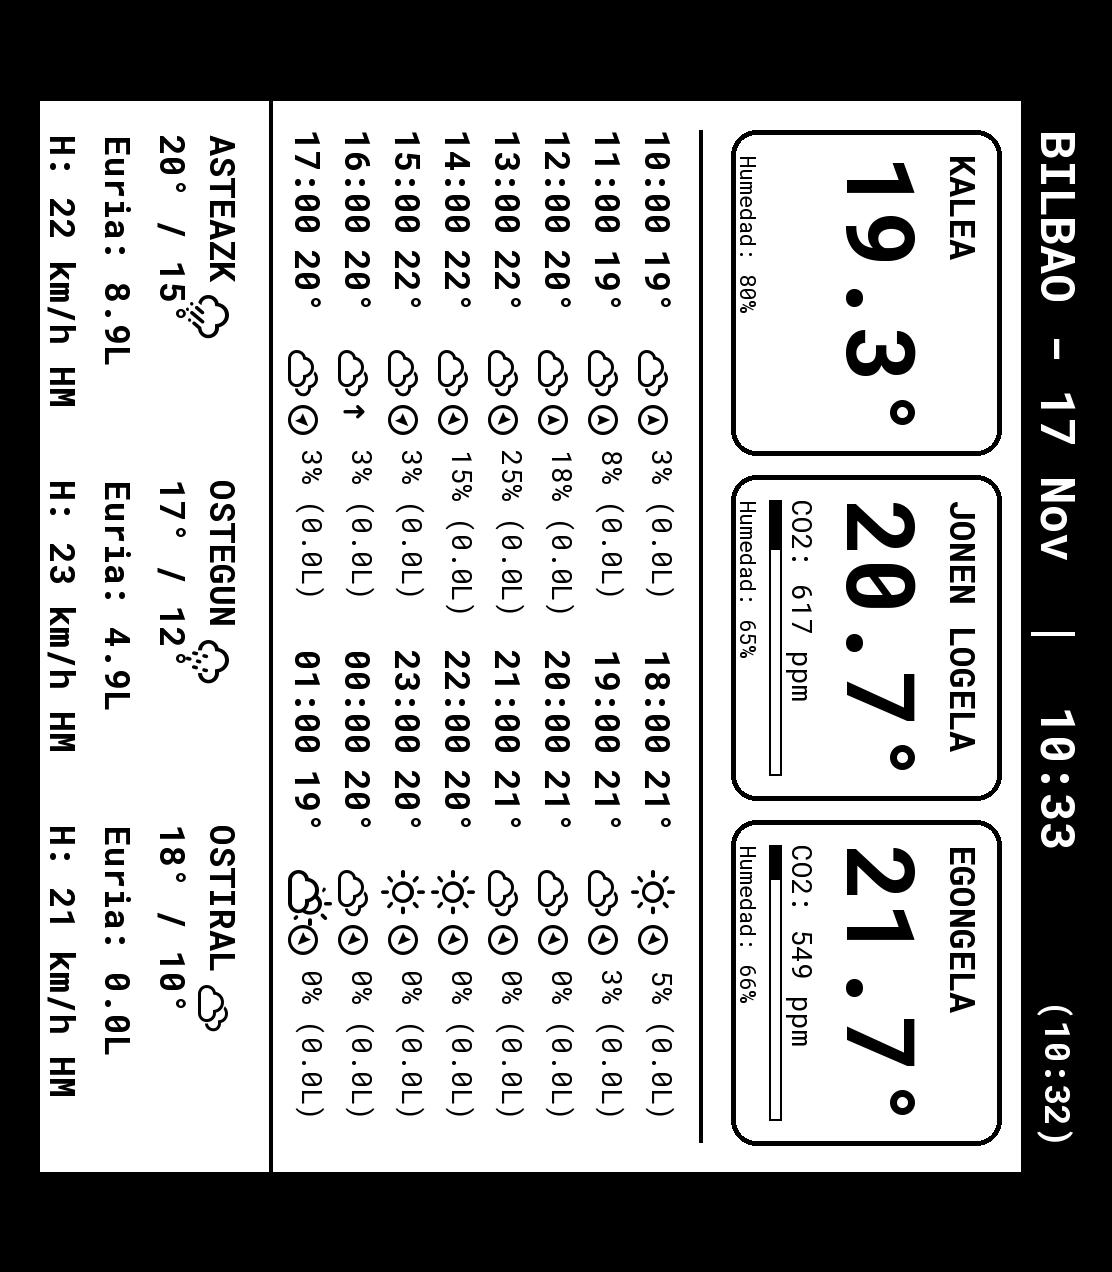 BILBAO - 17 Nov | 10:33 (10:32)
KALEA
19.3°
Humedad: 80%
JONEN LOGELA
20.7°
CO2: 617 ppm
Humedad: 65%
EGONGELA
21.7°
CO2: 549 ppm
Humedad: 66%
10:00 19° 3% (0.0L)
11:00 19° 8% (0.0L)
12:00 20° 18% (0.0L)
13:00 22° 25% (0.0L)
14:00 22° 15% (0.0L)
15:00 22° 3% (0.0L)
16:00 20° 3% (0.0L)
17:00 20° 3% (0.0L)
18:00 21° 5% (0.0L)
19:00 21° 3% (0.0L)
20:00 21° 0% (0.0L)
21:00 21° 0% (0.0L)
22:00 20° 0% (0.0L)
23:00 20° 0% (0.0L)
00:00 20° 0% (0.0L)
01:00 19° 0% (0.0L)
ASTEAZK
20° / 15°
Euria: 8.9L
H: 22 km/h HM
OSTEGUN
17° / 12°
Euria: 4.9L
H: 23 km/h HM
OSTIRAL
18° / 10°
Euria: 0.0L
H: 21 km/h HM